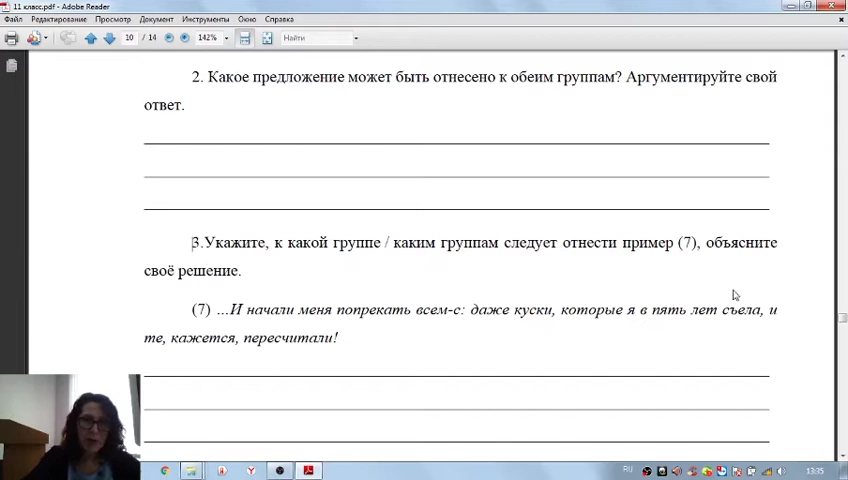 11 класс.pdf - Adobe Reader
Файл Редактирование Просмотр Документ Инструменты Окно Справка
10 / 14 142% Найти
2. Какое предложение может быть отнесено к обеим группам? Аргументируйте свой
ответ.
3.Укажите, к какой группе / каким группам следует отнести пример (7), объясните
своё решение.
(7) …И начали меня попрекать всем-с: даже куски, которые я в пять лет съела, и
те, кажется, пересчитали!
RU 13:35